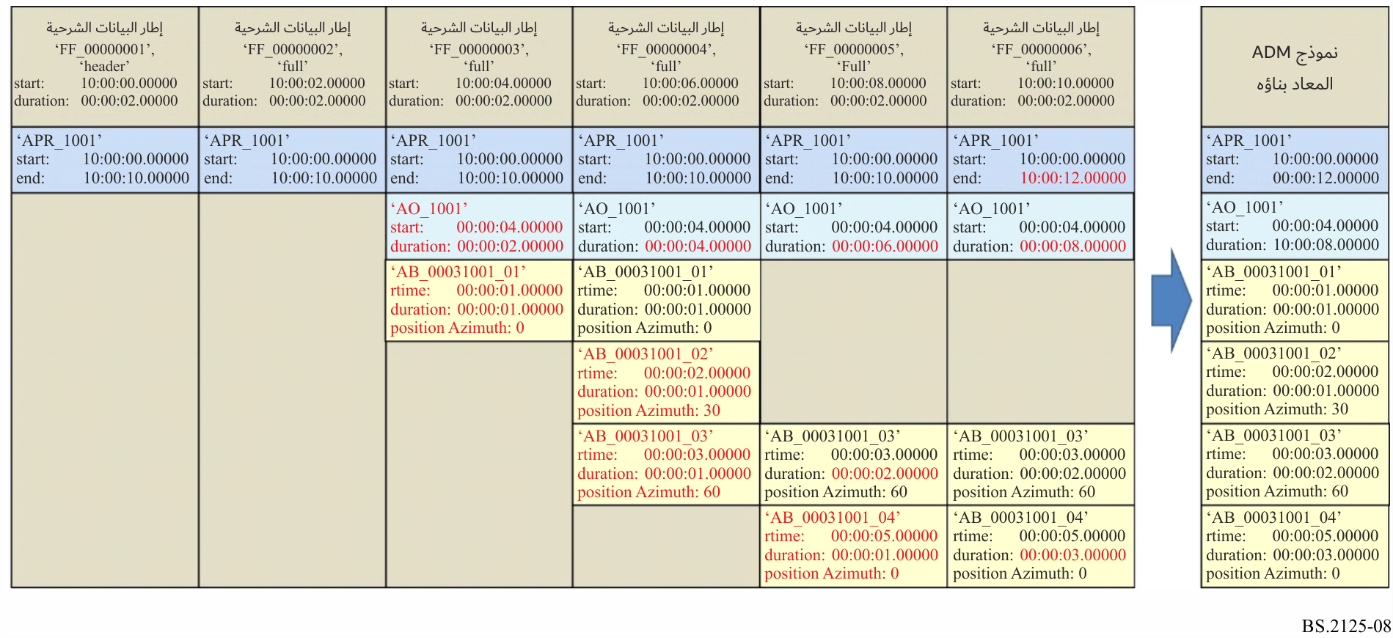 إطار البيانات الشرحية
‘FF_00000001’,
‘header’
start: 10:00:00.00000
duration: 00:00:02.00000
إطار البيانات الشرحية
‘FF_00000002’,
‘full’
start: 10:00:02.00000
duration: 00:00:02.00000
إطار البيانات الشرحية
‘FF_00000003’,
‘full’
start: 10:00:04.00000
duration: 00:00:02.00000
إطار البيانات الشرحية
‘FF_00000004’,
‘full’
start: 10:00:06.00000
duration: 00:00:02.00000
إطار البيانات الشرحية
‘FF_00000005’,
‘Full’
start: 10:00:08.00000
duration: 00:00:02.00000
إطار البيانات الشرحية
‘FF_00000006’,
‘full’
start: 10:00:10.00000
duration: 00:00:02.00000
نموذج ADM
المعاد بناؤه
‘APR_1001’
start: 10:00:00.00000
end: 10:00:10.00000
‘APR_1001’
start: 10:00:00.00000
end: 10:00:10.00000
‘APR_1001’
start: 10:00:00.00000
end: 10:00:10.00000
‘APR_1001’
start: 10:00:00.00000
end: 10:00:10.00000
‘APR_1001’
start: 10:00:00.00000
end: 10:00:10.00000
‘APR_1001’
start: 10:00:00.00000
end: 10:00:12.00000
‘APR_1001’
start: 10:00:00.00000
end: 00:00:12.00000
‘AO_1001’
start: 00:00:04.00000
duration: 00:00:02.00000
‘AO_1001’
start: 00:00:04.00000
duration: 00:00:04.00000
‘AO_1001’
start: 00:00:04.00000
duration: 00:00:06.00000
‘AO_1001’
start: 00:00:04.00000
duration: 00:00:08.00000
‘AO_1001’
start: 00:00:04.00000
duration: 10:00:08.00000
‘AB_00031001_01’
rtime: 00:00:01.00000
duration: 00:00:01.00000
position Azimuth: 0
‘AB_00031001_01’
rtime: 00:00:01.00000
duration: 00:00:01.00000
position Azimuth: 0
‘AB_00031001_01’
rtime: 00:00:01.00000
duration: 00:00:01.00000
position Azimuth: 0
‘AB_00031001_02’
rtime: 00:00:02.00000
duration: 00:00:01.00000
position Azimuth: 30
‘AB_00031001_02’
rtime: 00:00:02.00000
duration: 00:00:01.00000
position Azimuth: 30
‘AB_00031001_03’
rtime: 00:00:03.00000
duration: 00:00:01.00000
position Azimuth: 60
‘AB_00031001_03’
rtime: 00:00:03.00000
duration: 00:00:02.00000
position Azimuth: 60
‘AB_00031001_03’
rtime: 00:00:03.00000
duration: 00:00:02.00000
position Azimuth: 60
‘AB_00031001_03’
rtime: 00:00:03.00000
duration: 00:00:02.00000
position Azimuth: 60
‘AB_00031001_04’
rtime: 00:00:05.00000
duration: 00:00:01.00000
position Azimuth: 0
‘AB_00031001_04’
rtime: 00:00:05.00000
duration: 00:00:03.00000
position Azimuth: 0
‘AB_00031001_04’
rtime: 00:00:05.00000
duration: 00:00:03.00000
position Azimuth: 0
BS.2125-08